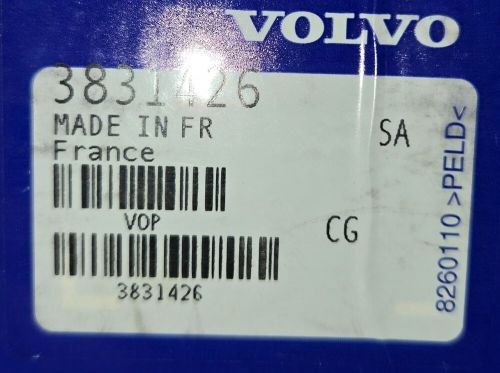 VOLVO
3831426
MADE IN FR
France
SA
VOP
CG
3831426
8260110 >PELD<